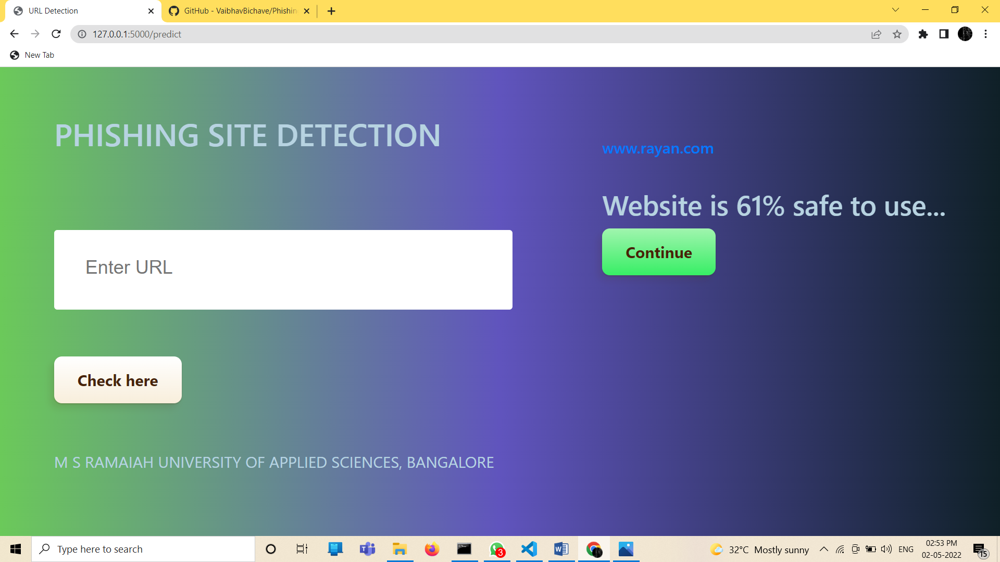 URL Detection
GitHub - VaibhavBichave/Phishin
127.0.0.1:5000/predict
New Tab
PHISHING SITE DETECTION
www.rayan.com
Website is 61% safe to use...
Continue
Enter URL
Check here
M S RAMAIAH UNIVERSITY OF APPLIED SCIENCES, BANGALORE
Type here to search
T
3
W
32°C Mostly sunny
ENG
02:53 PM
02-05-2022
15